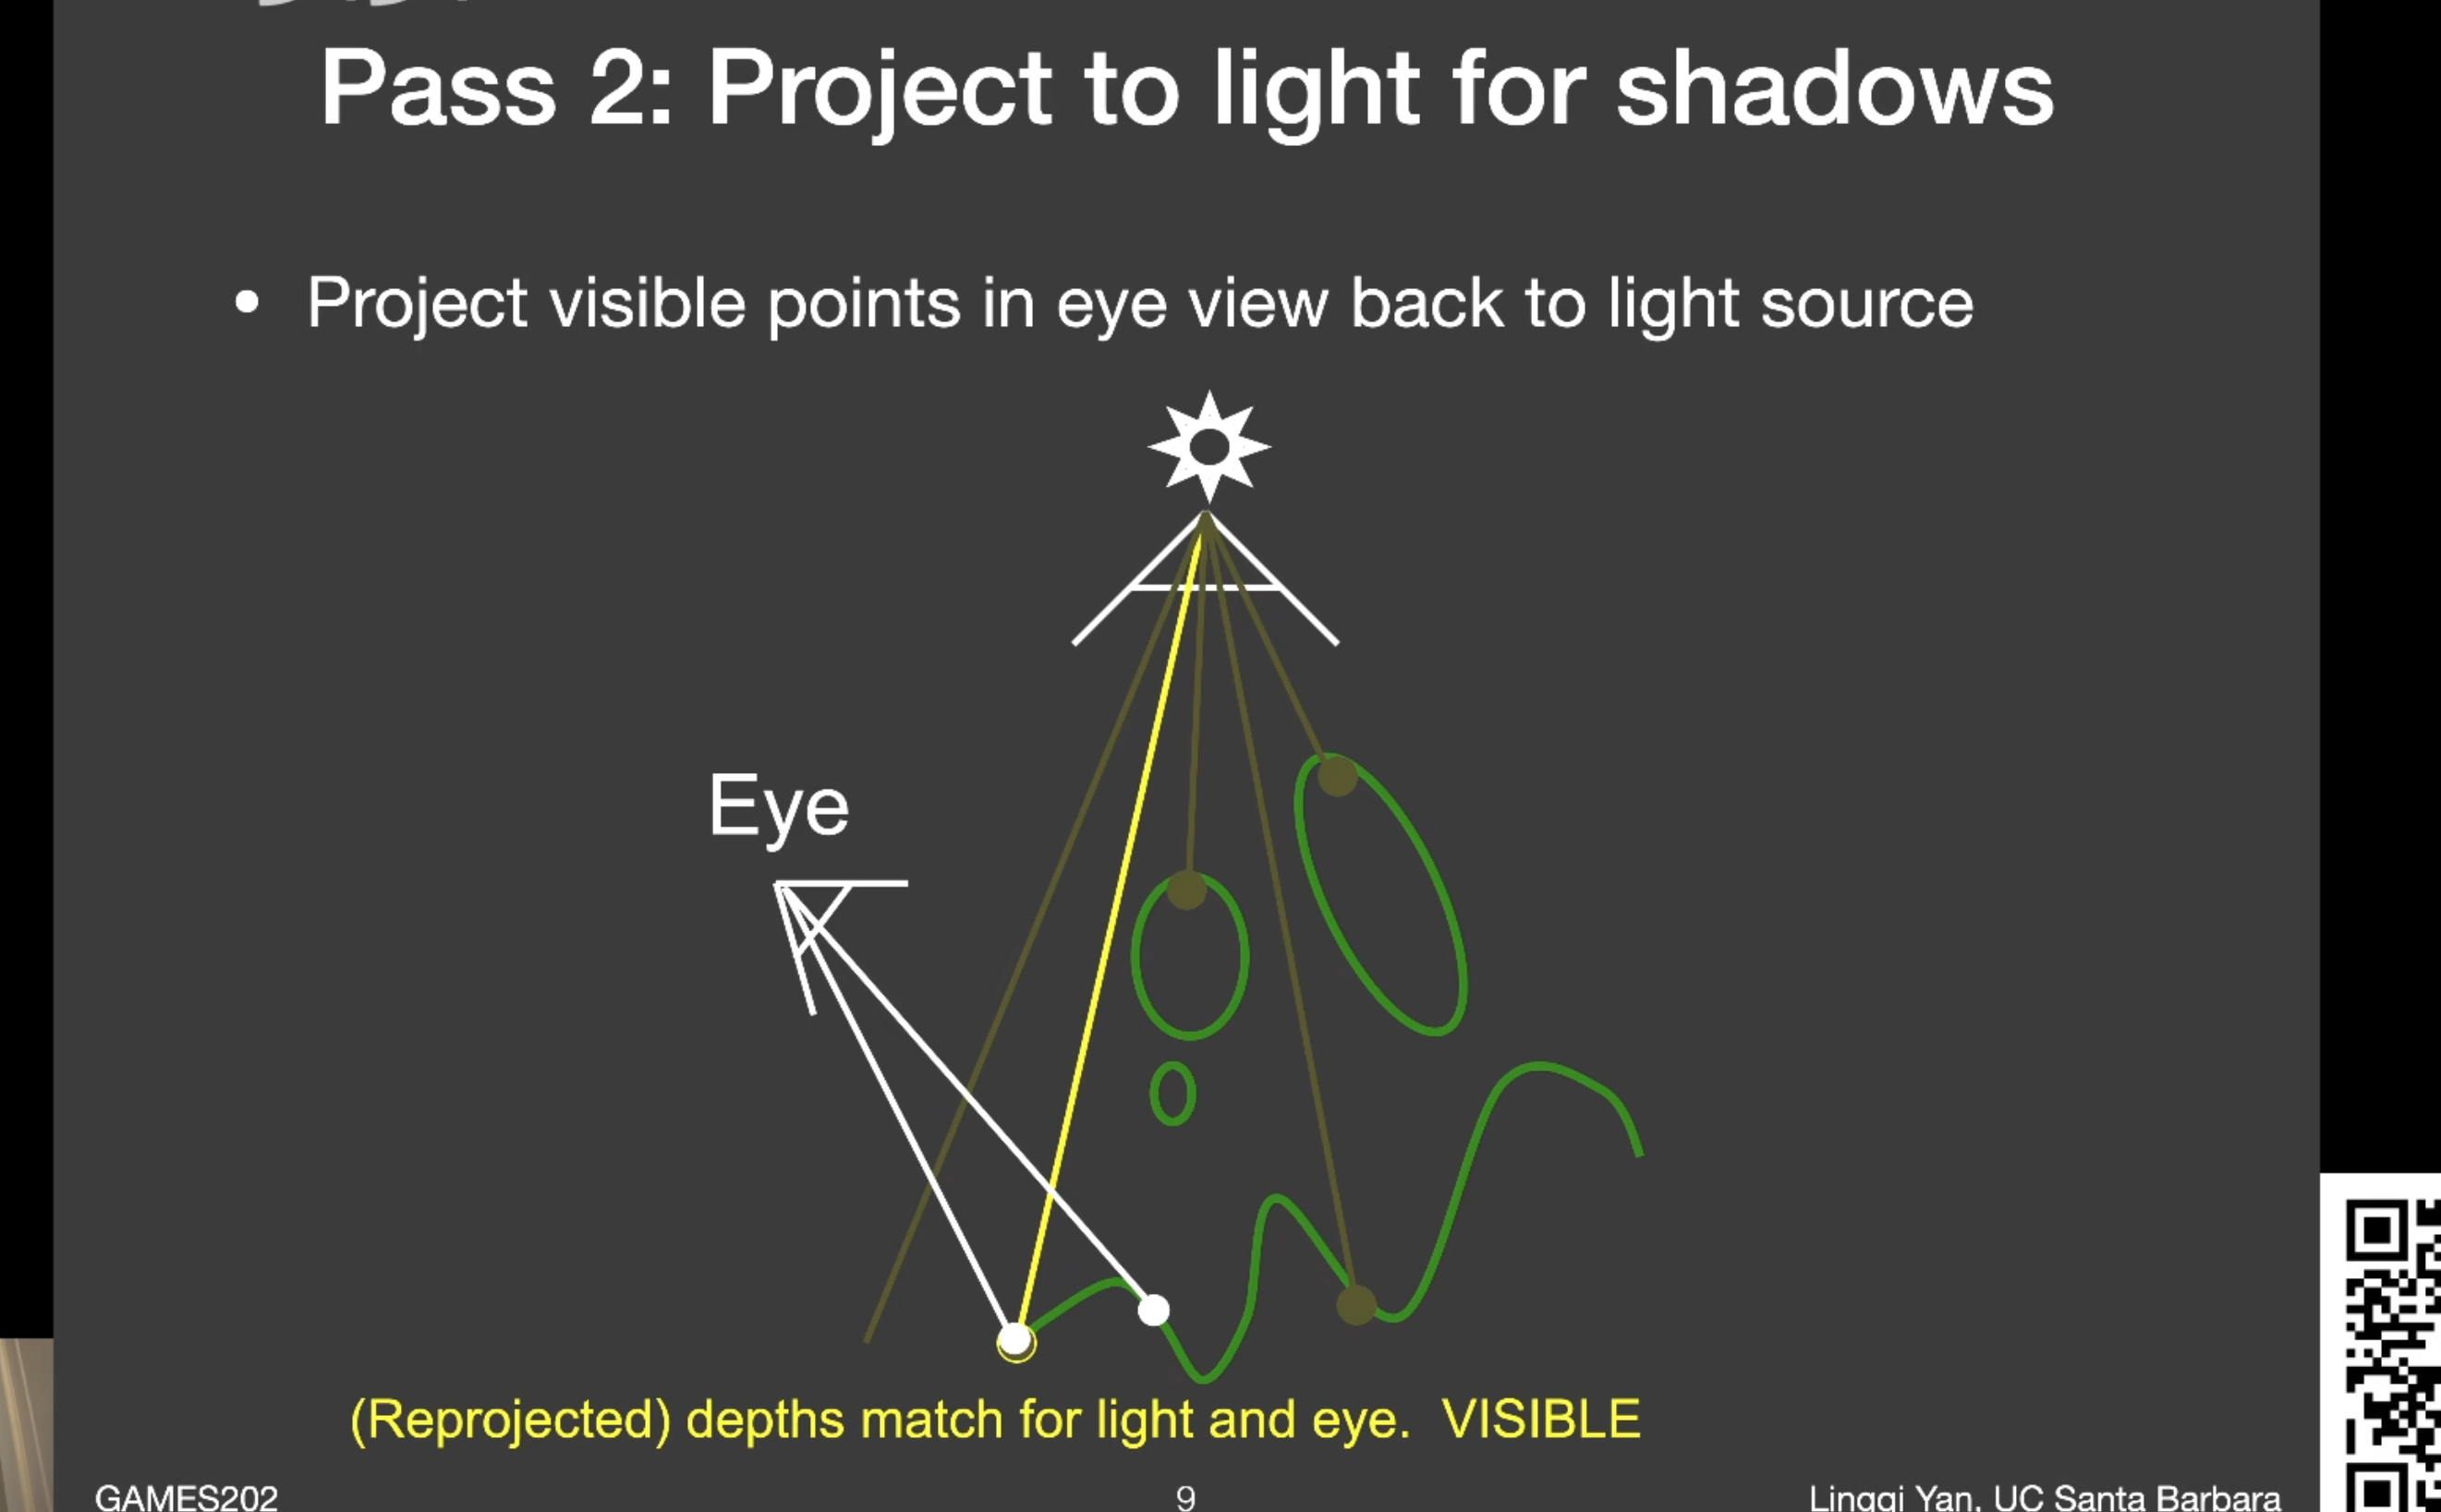 Pass 2: Project to light for shadows
• Project visible points in eye view back to light source
Eye
(Reprojected) depths match for light and eye. VISIBLE
GAMES202
9
Lingqi Yan, UC Santa Barbara